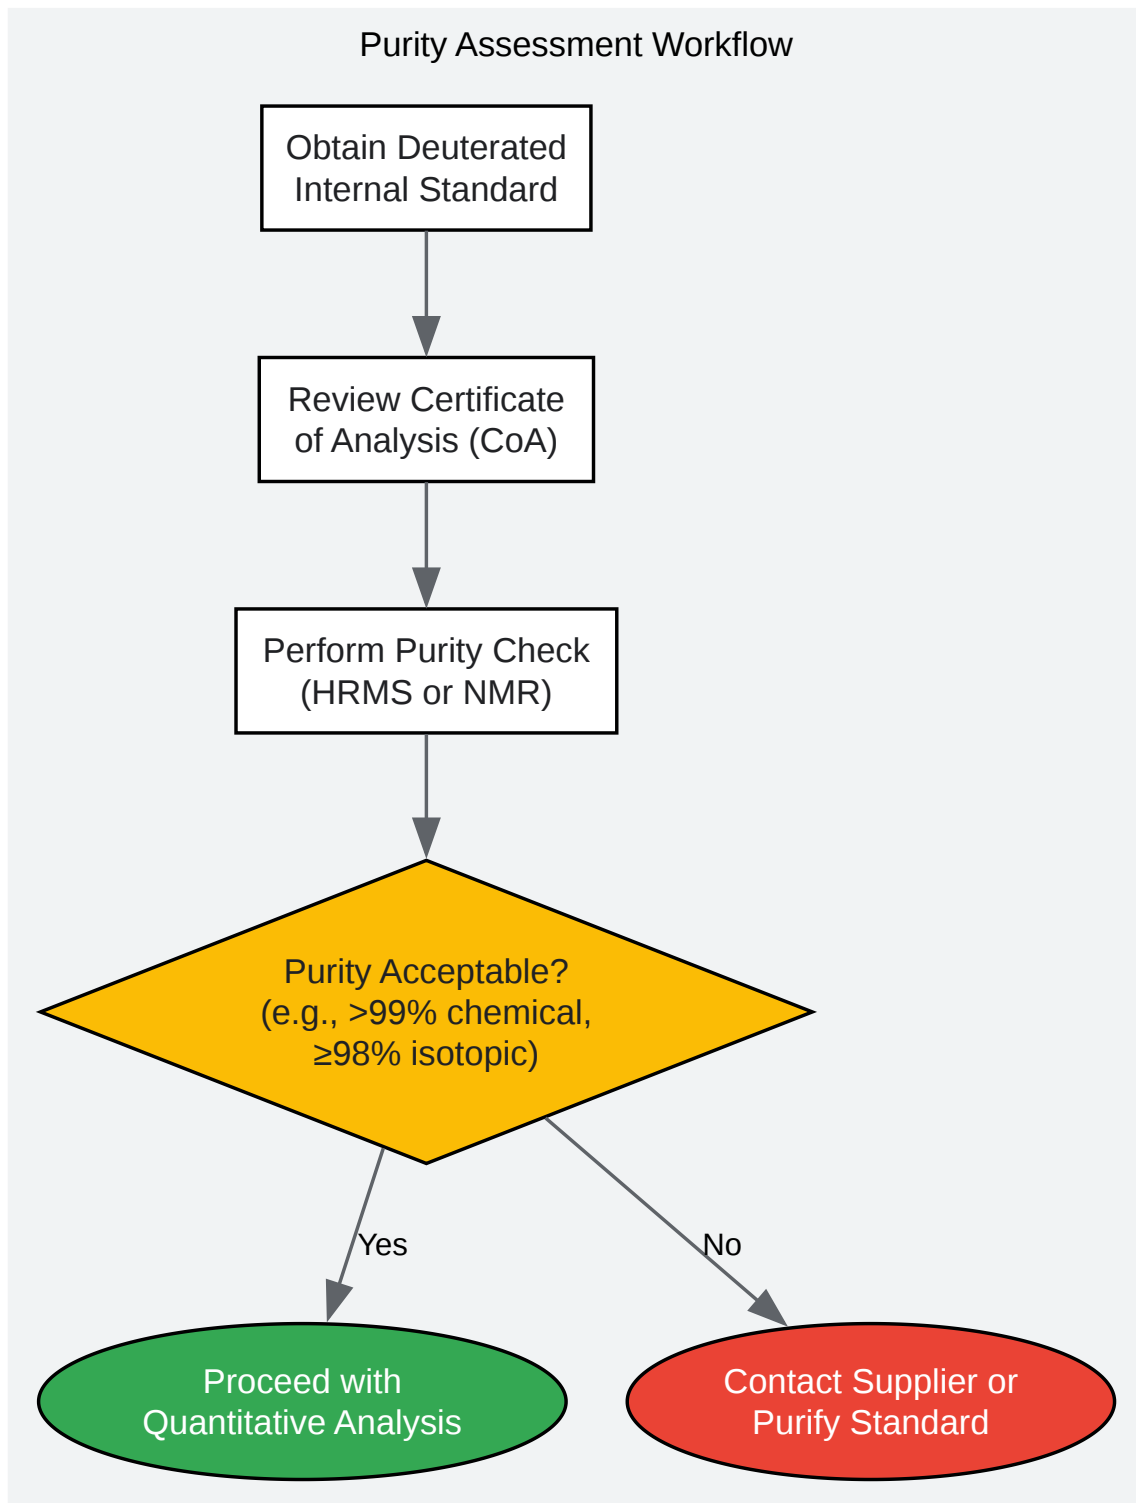 Purity Assessment Workflow
Obtain Deuterated
Internal Standard
Review Certificate
of Analysis (CoA)
Perform Purity Check
(HRMS or NMR)
Purity Acceptable?
(e.g., >99% chemical,
≥98% isotopic)
Yes
No
Proceed with
Quantitative Analysis
Contact Supplier or
Purify Standard